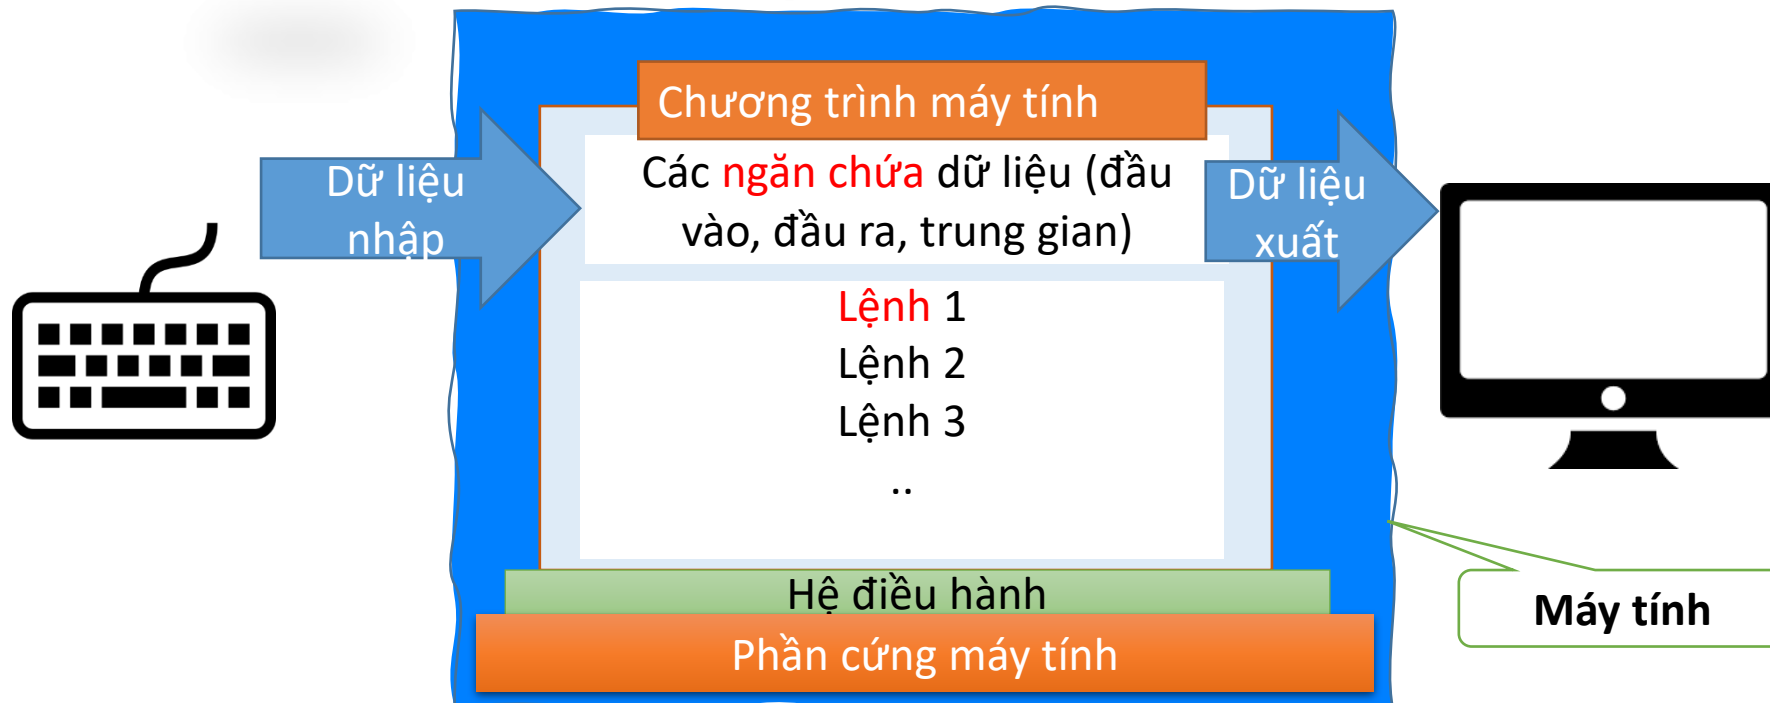 Chương trình máy tính
Dữ liệu
nhập
Các ngăn chứa dữ liệu (đầu
vào, đầu ra, trung gian)
Dữ liệu
xuất
Lệnh 1
Lệnh 2
Lệnh 3
..
Hệ điều hành
Phần cứng máy tính
Máy tính